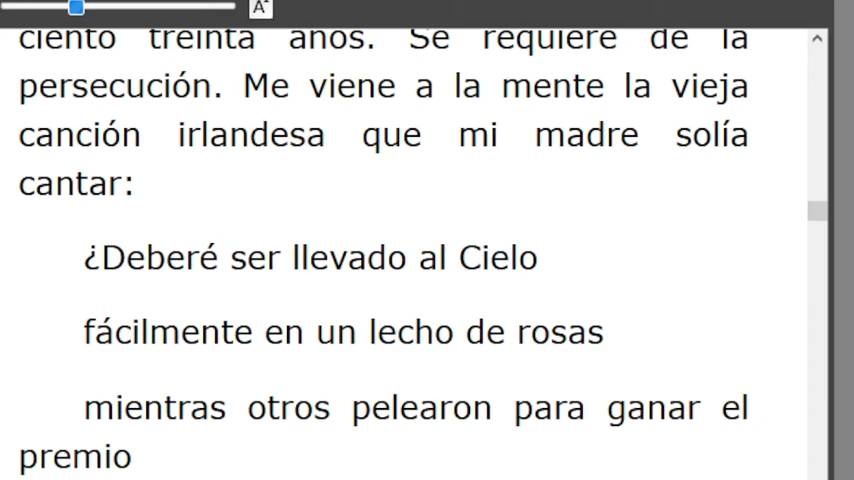 A
ciento treinta años. Se requiere de la
persecución. Me viene a la mente la vieja
canción irlandesa que mi madre solía
cantar:
¿Deberé ser llevado al Cielo
fácilmente en un lecho de rosas
mientras otros pelearon para ganar el
premio